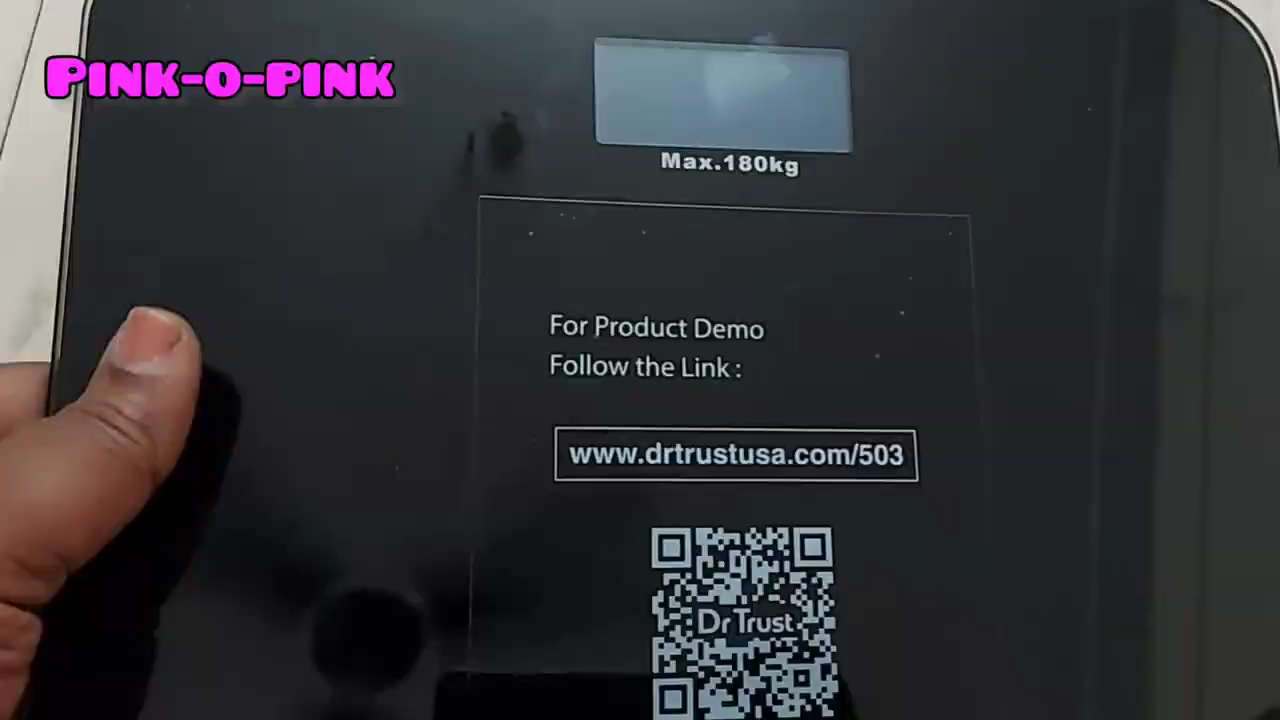 PINK-O-PINK
Max.180kg
For Product Demo
Follow the Link :
www.drtrustusa.com/503
Dr Trust